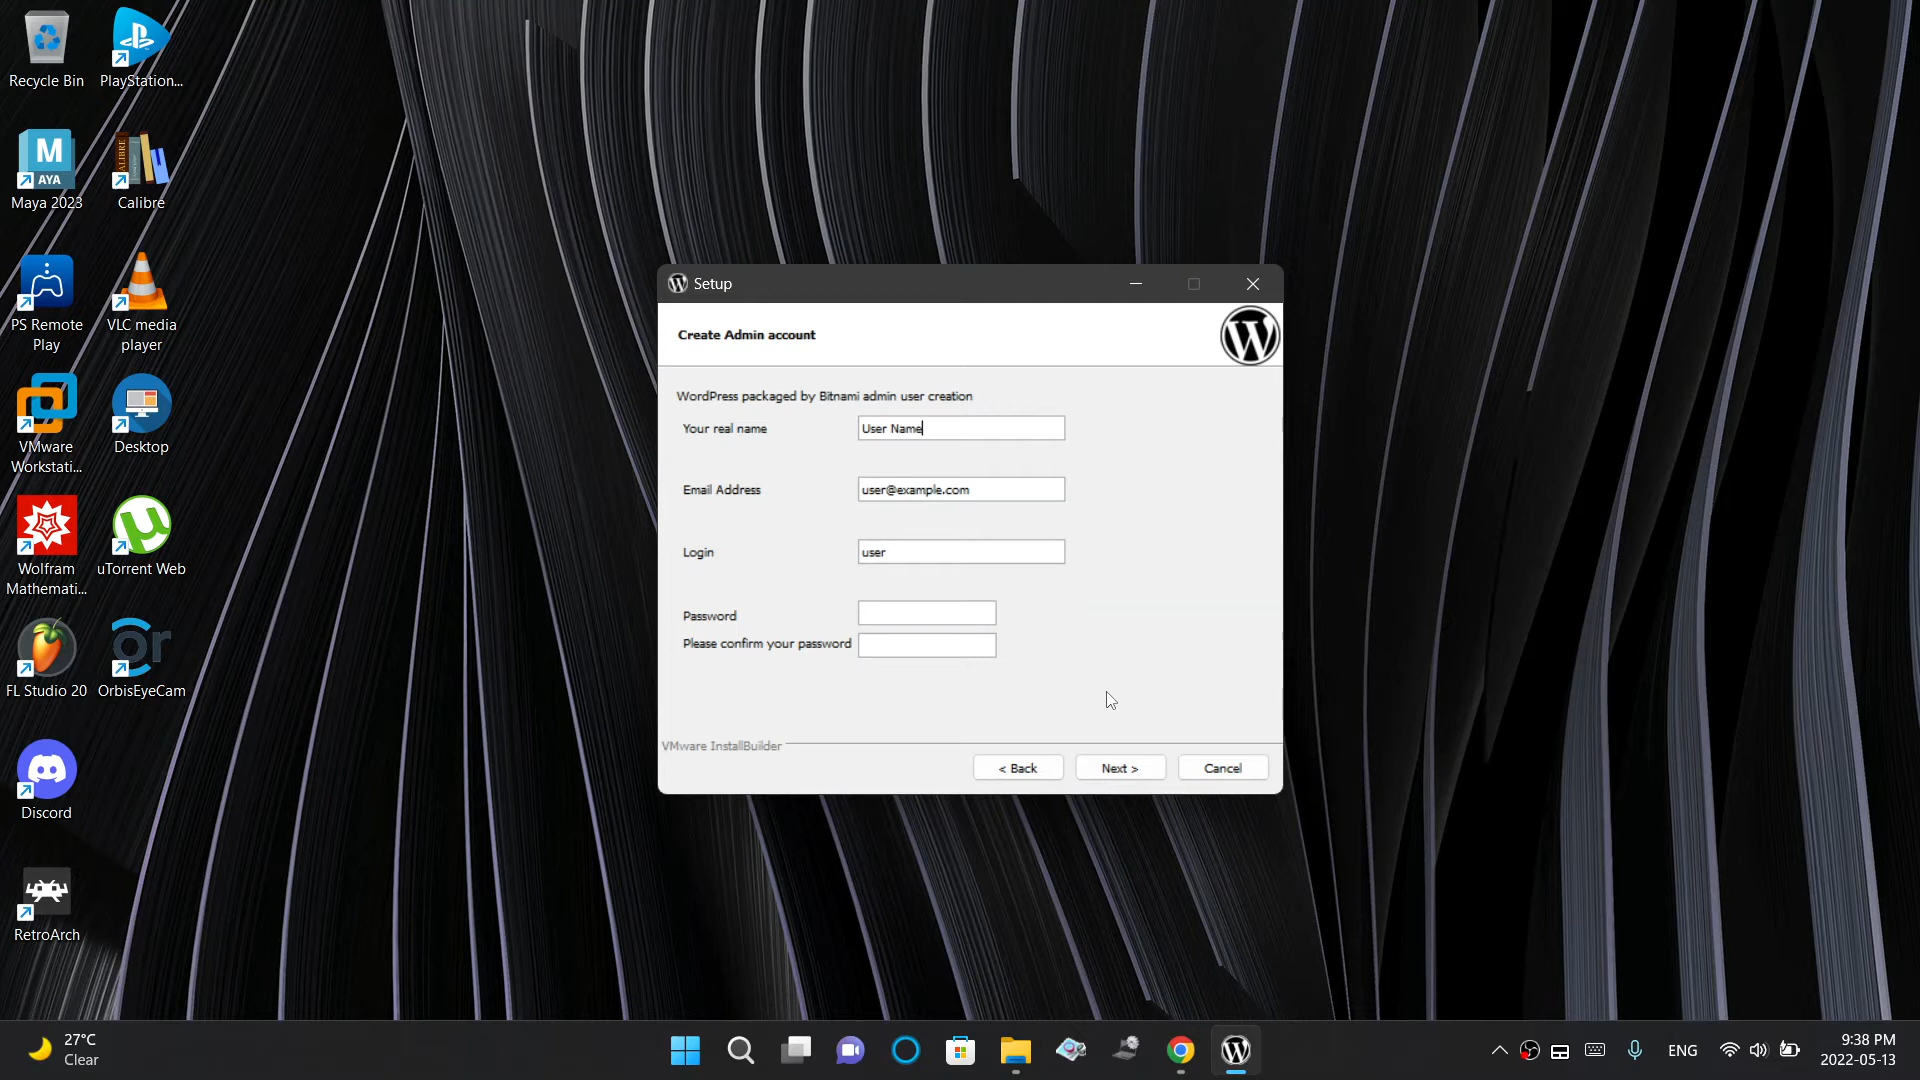 Recycle Bin
PlayStation...
Maya 2023
Calibre
PS Remote
Play
VLC media
player
VMware
Workstati...
Desktop
Wolfram
Mathemati...
uTorrent Web
FL Studio 20
OrbisEyeCam
Discord
RetroArch
M
AYA
CALIBRE
or
Setup
Create Admin account
WordPress packaged by Bitnami admin user creation
Your real name
User Name
Email Address
user@example.com
Login
user
Password
Please confirm your password
VMware InstallBuilder
< Back
Next >
Cancel
27°C
Clear
ENG
9:38 PM
2022-05-13